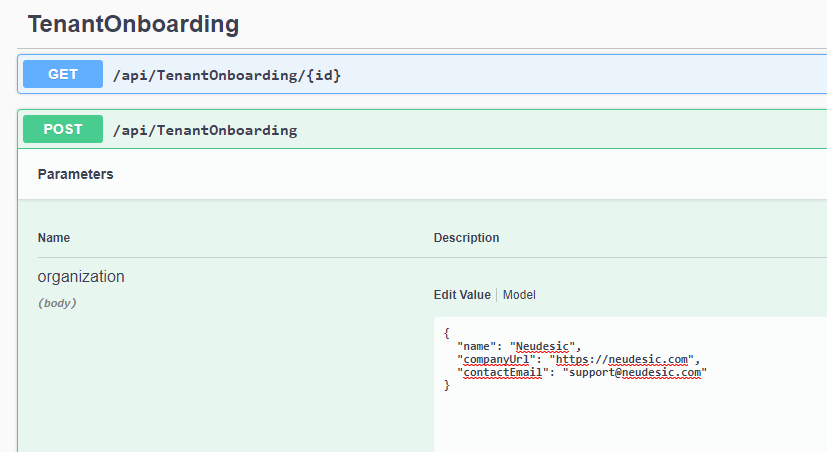 TenantOnboarding
GET /api/TenantOnboarding/{id}
POST /api/TenantOnboarding
Parameters
Name Description
organization
(body)
Edit Value Model
{
"name": "Neudesic",
"companyUrl": "https://neudesic.com",
"contactEmail": "support@neudesic.com"
}